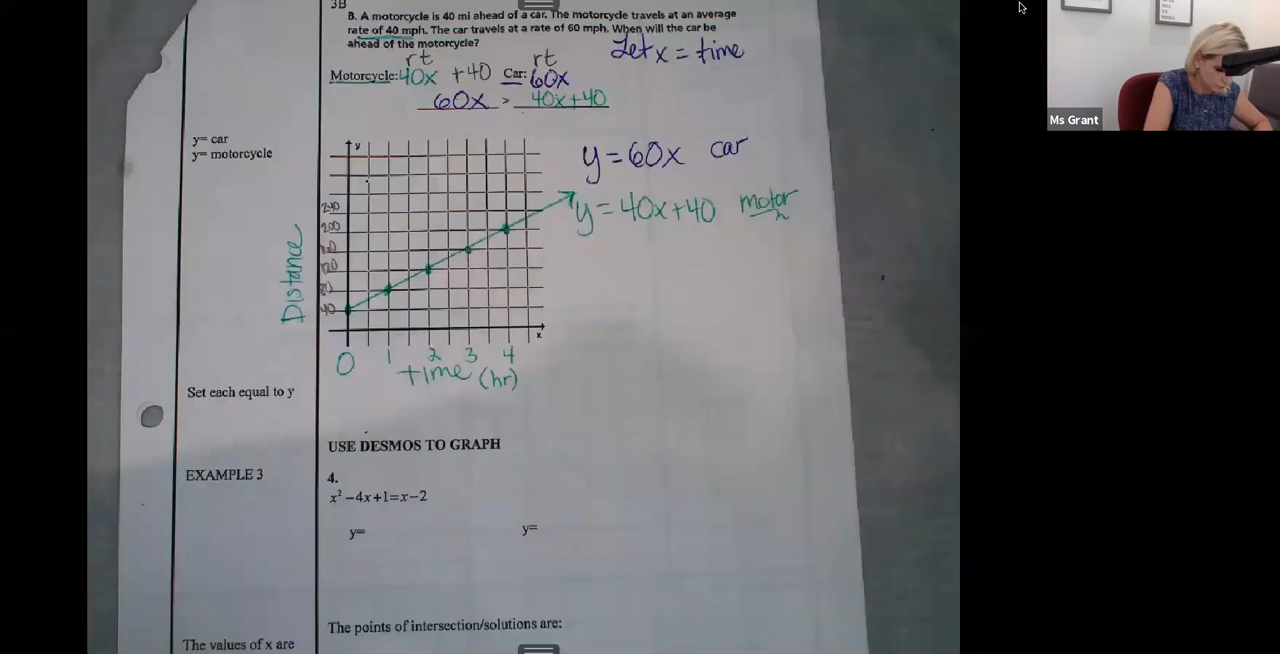 3B
B. A motorcycle is 40 mi ahead of a car. The motorcycle travels at an average
rate of 40 mph. The car travels at a rate of 60 mph. When will the car be
ahead of the motorcycle?
Let x = time
rt rt
Motorcycle: 40x +40 Car: 60x
60x > 40x+40
y= car
y= motorcycle
y
y=60x car
y=40x+40 motor
240
200
120
80
40
Distance
x
0 1 2 3 4
time (hr)
Set each equal to y
USE DESMOS TO GRAPH
EXAMPLE 3
4.
x²−4x+1=x−2
y= y=
The points of intersection/solutions are:
The values of x are
Ms Grant